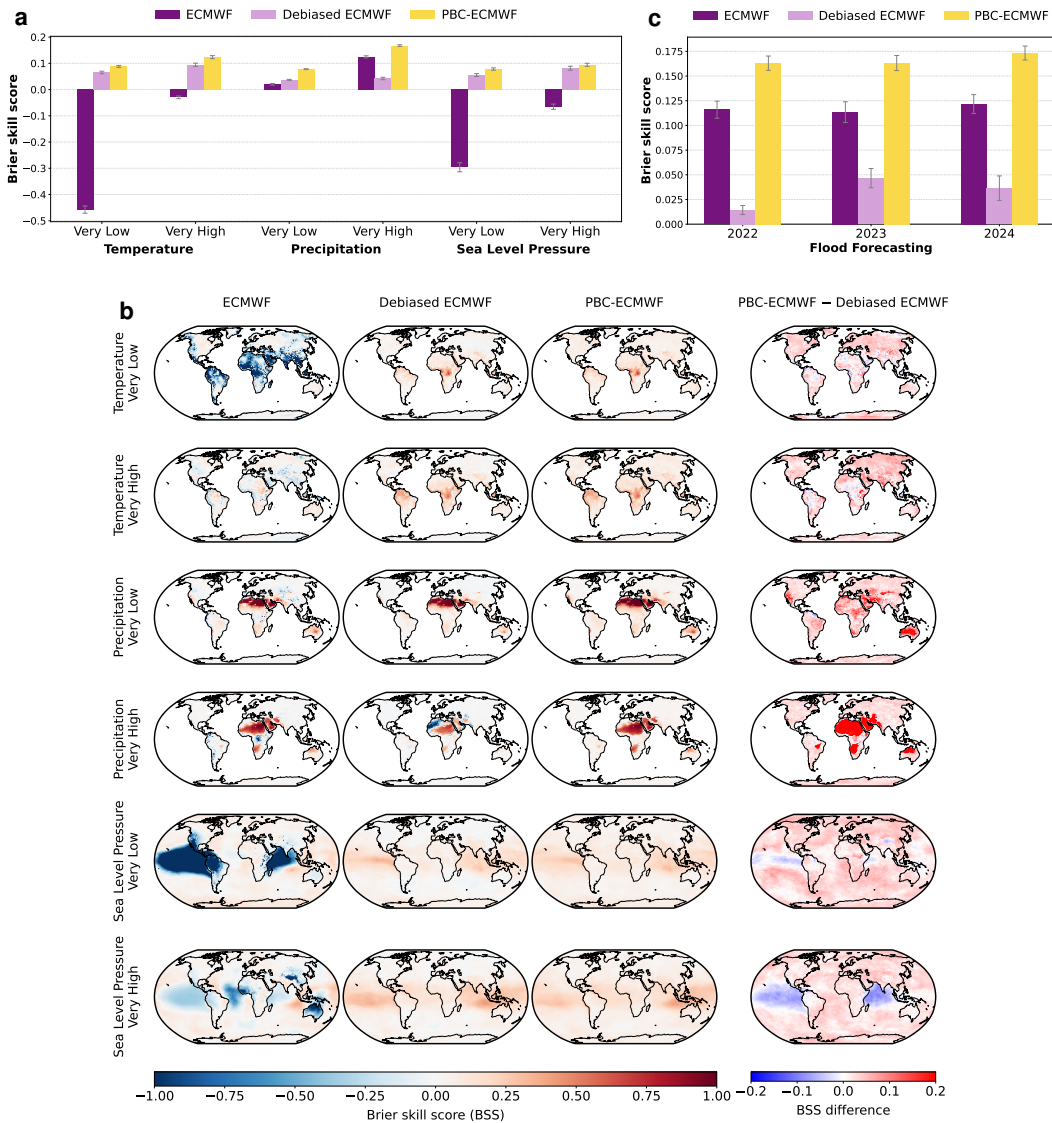 a
ECMWF Debiased ECMWF PBC-ECMWF
Brier skill score
0.2
0.1
0.0
−0.1
−0.2
−0.3
−0.4
−0.5
Very Low Very High Very Low Very High Very Low Very High
Temperature Precipitation Sea Level Pressure
c
ECMWF Debiased ECMWF PBC-ECMWF
Brier skill score
0.175
0.150
0.125
0.100
0.075
0.050
0.025
0.000
2022 2023 2024
Flood Forecasting
b
ECMWF Debiased ECMWF PBC-ECMWF PBC-ECMWF − Debiased ECMWF
Temperature
Very Low
Temperature
Very High
Precipitation
Very Low
Precipitation
Very High
Sea Level Pressure
Very Low
Sea Level Pressure
Very High
−1.00 −0.75 −0.50 −0.25 0.00 0.25 0.50 0.75 1.00
Brier skill score (BSS)
−0.2 −0.1 0.0 0.1 0.2
BSS difference